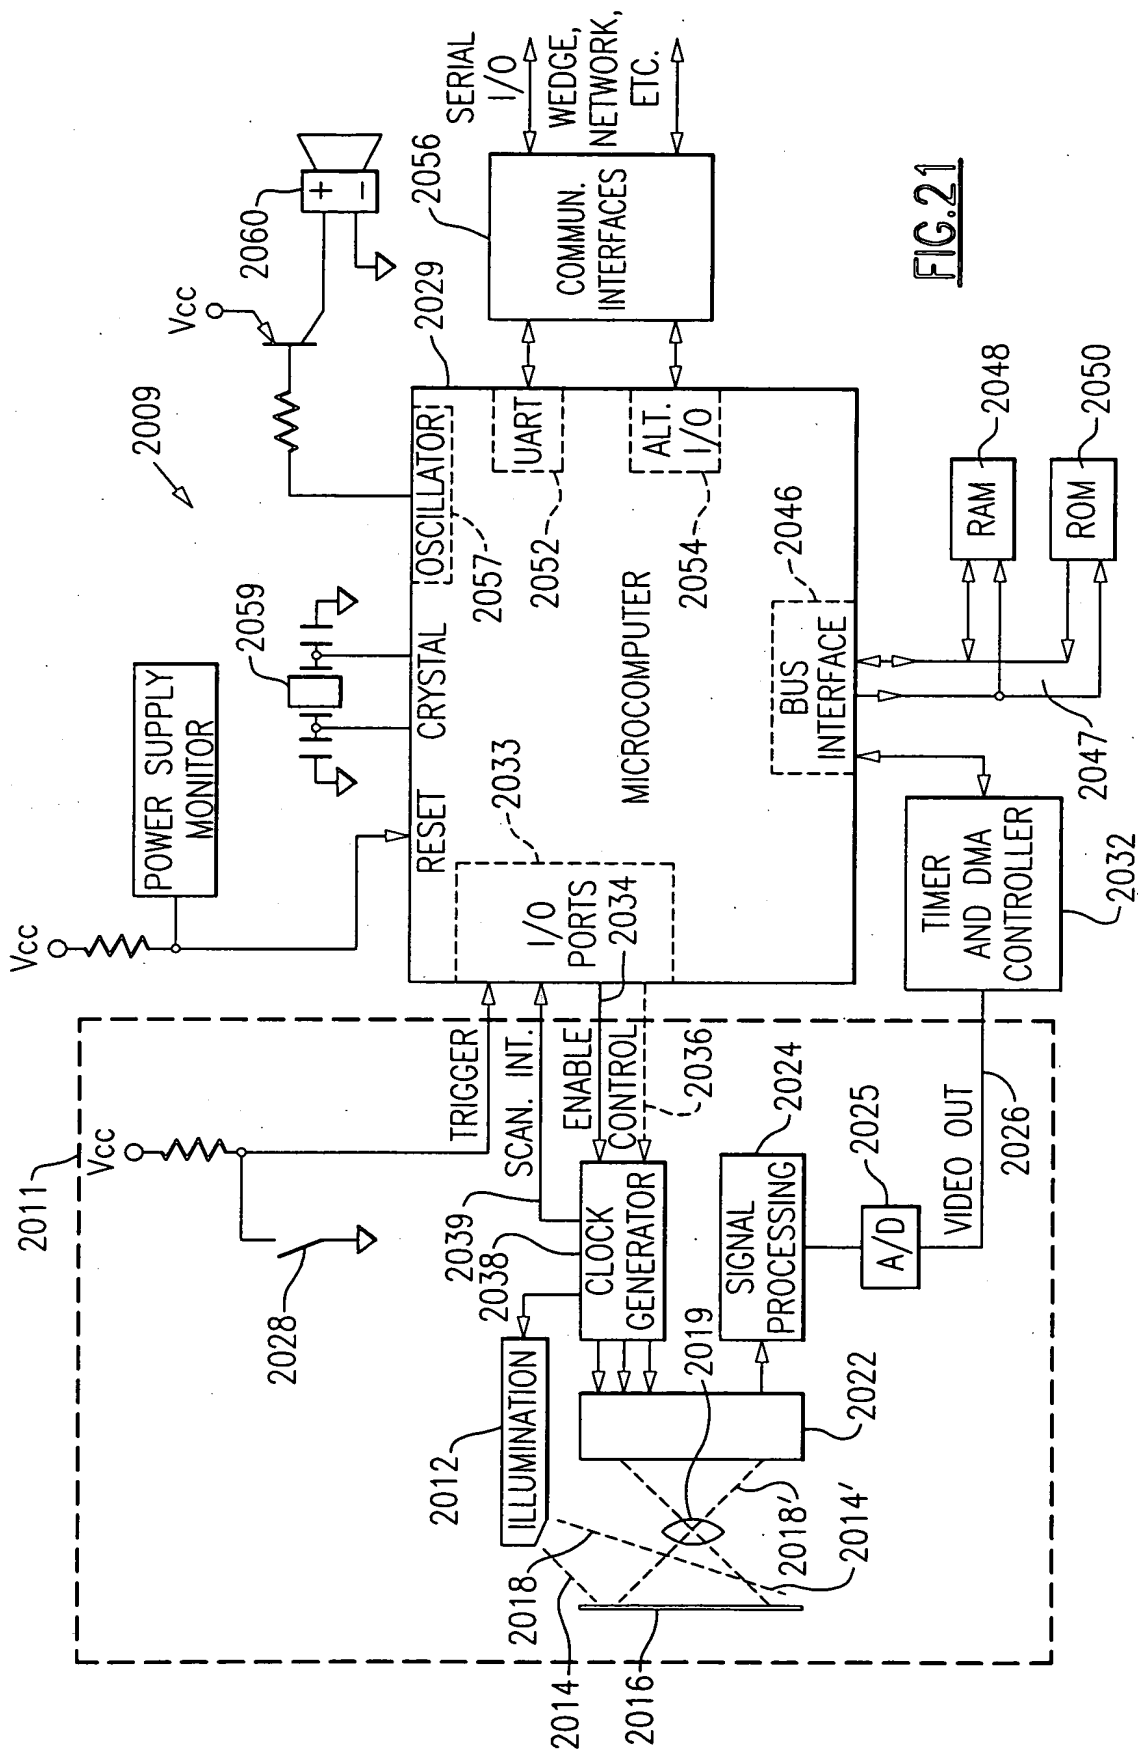 2009
2011
Vcc
POWER SUPPLY
MONITOR
2059
Vcc
2060
+
−
SERIAL
I/O
WEDGE,
NETWORK,
ETC.
2056
COMMUN.
INTERFACES
2029
Vcc
2028
TRIGGER
SCAN. INT.
ENABLE
CONTROL
2036
RESET
CRYSTAL
OSCILLATOR
2057
UART
2052
ALT.
I/O
2054
2033
I/O
PORTS
2034
MICROCOMPUTER
BUS
INTERFACE
2046
2039
2038
CLOCK
GENERATOR
ILLUMINATION
2012
2018
2014
2016
2019
2018'
2014'
2022
SIGNAL
PROCESSING
2024
A/D
2025
VIDEO OUT
2026
TIMER
AND DMA
CONTROLLER
2032
2047
RAM
2048
ROM
2050
FIG.21